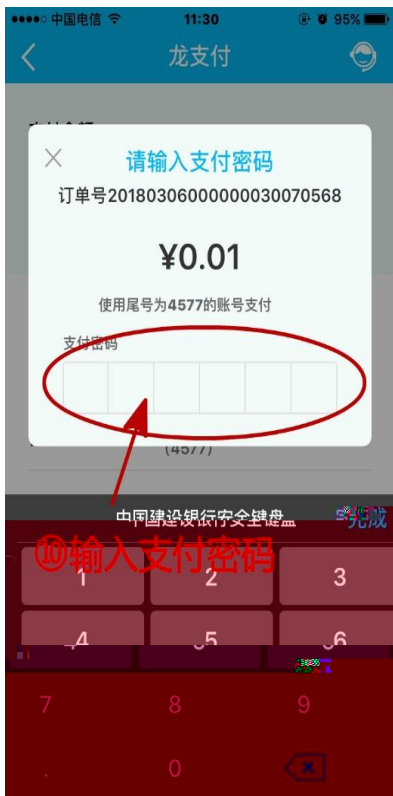 中国电信 11:30 95%
龙支付
请输入支付密码
订单号20180306000000030070568
¥0.01
使用尾号为4577的账号支付
支付密码
(4577)
中国建设银行安全键盘 完成
⑩输入支付密码
1 2 3
4 5 6
7 8 9
. 0